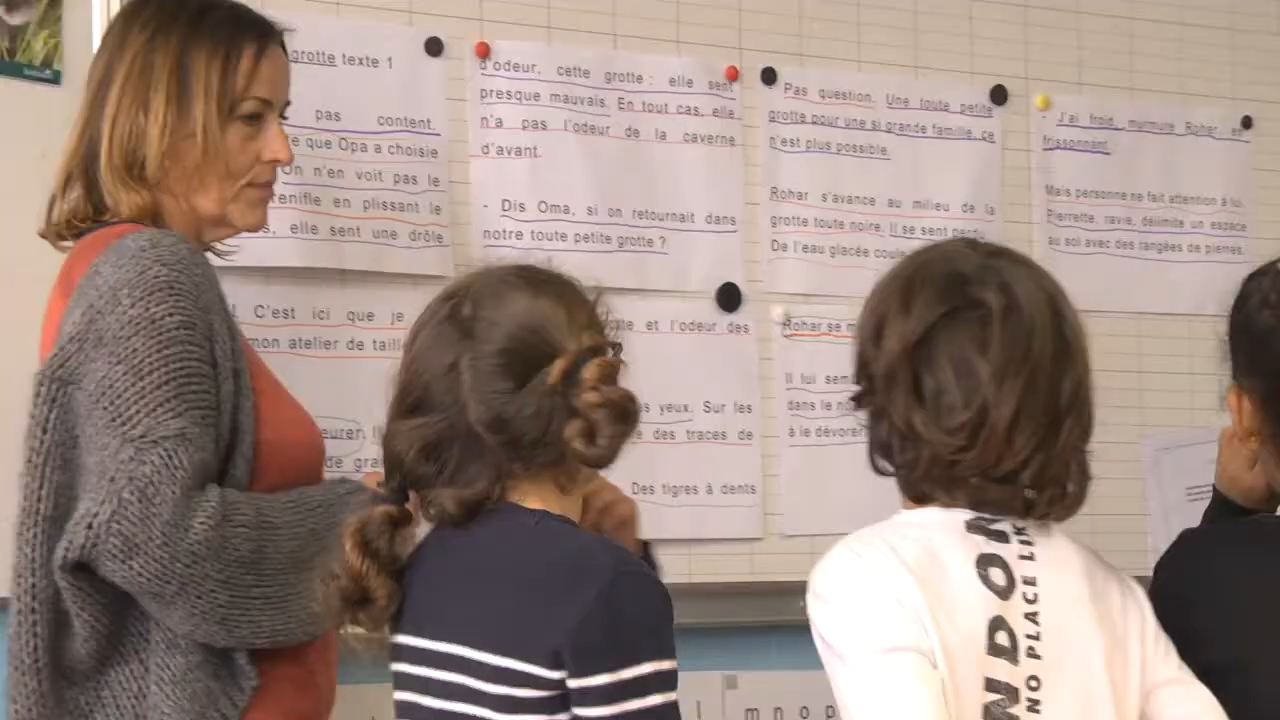 grotte texte 1
pas content.
e que Opa a choisie
On n'en voit pas le
renifle en plissant le
, elle sent une drôle
d'odeur, cette grotte : elle sent
presque mauvais. En tout cas, elle
n'a pas l'odeur de la caverne
d'avant.
- Dis Oma, si on retournait dans
notre toute petite grotte ?
Pas question. Une toute petite
grotte pour une si grande famille, ce
n'est plus possible.
Rohar s'avance au milieu de la
grotte toute noire. Il se sent perdu
De l'eau glacée coule
- J'ai froid, murmure Rohar, en
frissonnant.
Mais personne ne fait attention à lui.
Pierrette, ravie, délimite un espace
au sol avec des rangées de pierres.
! C'est ici que je
mon atelier de taill
eurer, Il
de gra
te et l'odeur des
s yeux. Sur les
e des traces de
Des tigres à dents
Rohar se m
Il lui sem
dans le no
à le dévorer
NDON
NO PLACE LIK
l m n o p